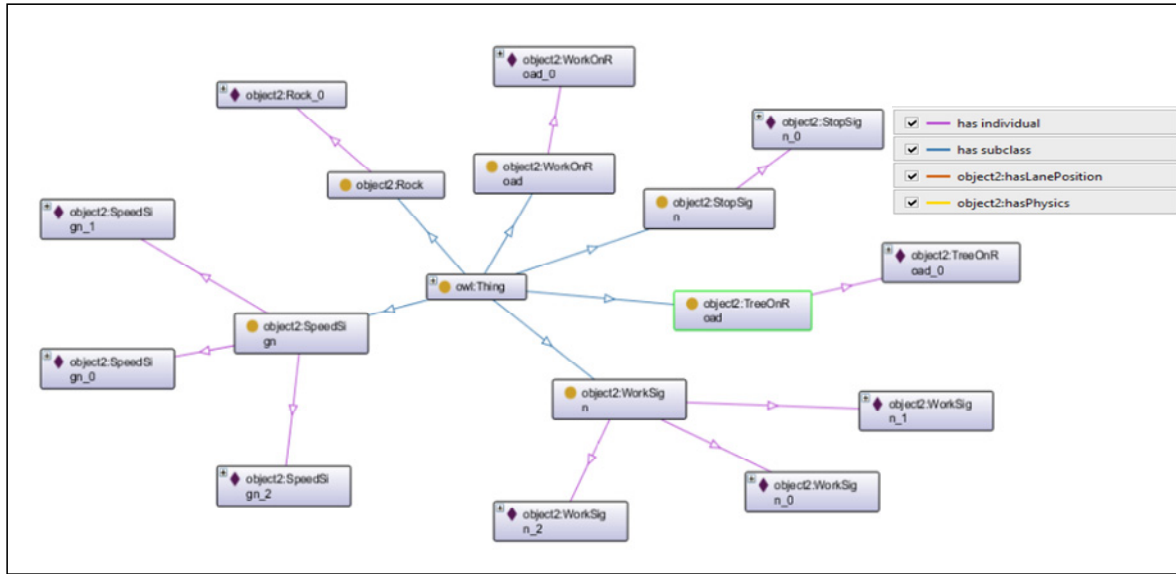 object2:WorkOnR
oad_0
object2:Rock_0
object2:StopSig
n_0
has individual
has subclass
object2:hasLanePosition
object2:hasPhysics
object2:WorkOnR
oad
object2:Rock
object2:StopSig
n
object2:SpeedSi
gn_1
object2:TreeOnR
oad_0
owl:Thing
object2:TreeOnR
oad
object2:SpeedSi
gn
object2:SpeedSi
gn_0
object2:WorkSig
n
object2:WorkSig
n_1
object2:SpeedSi
gn_2
object2:WorkSig
n_0
object2:WorkSig
n_2